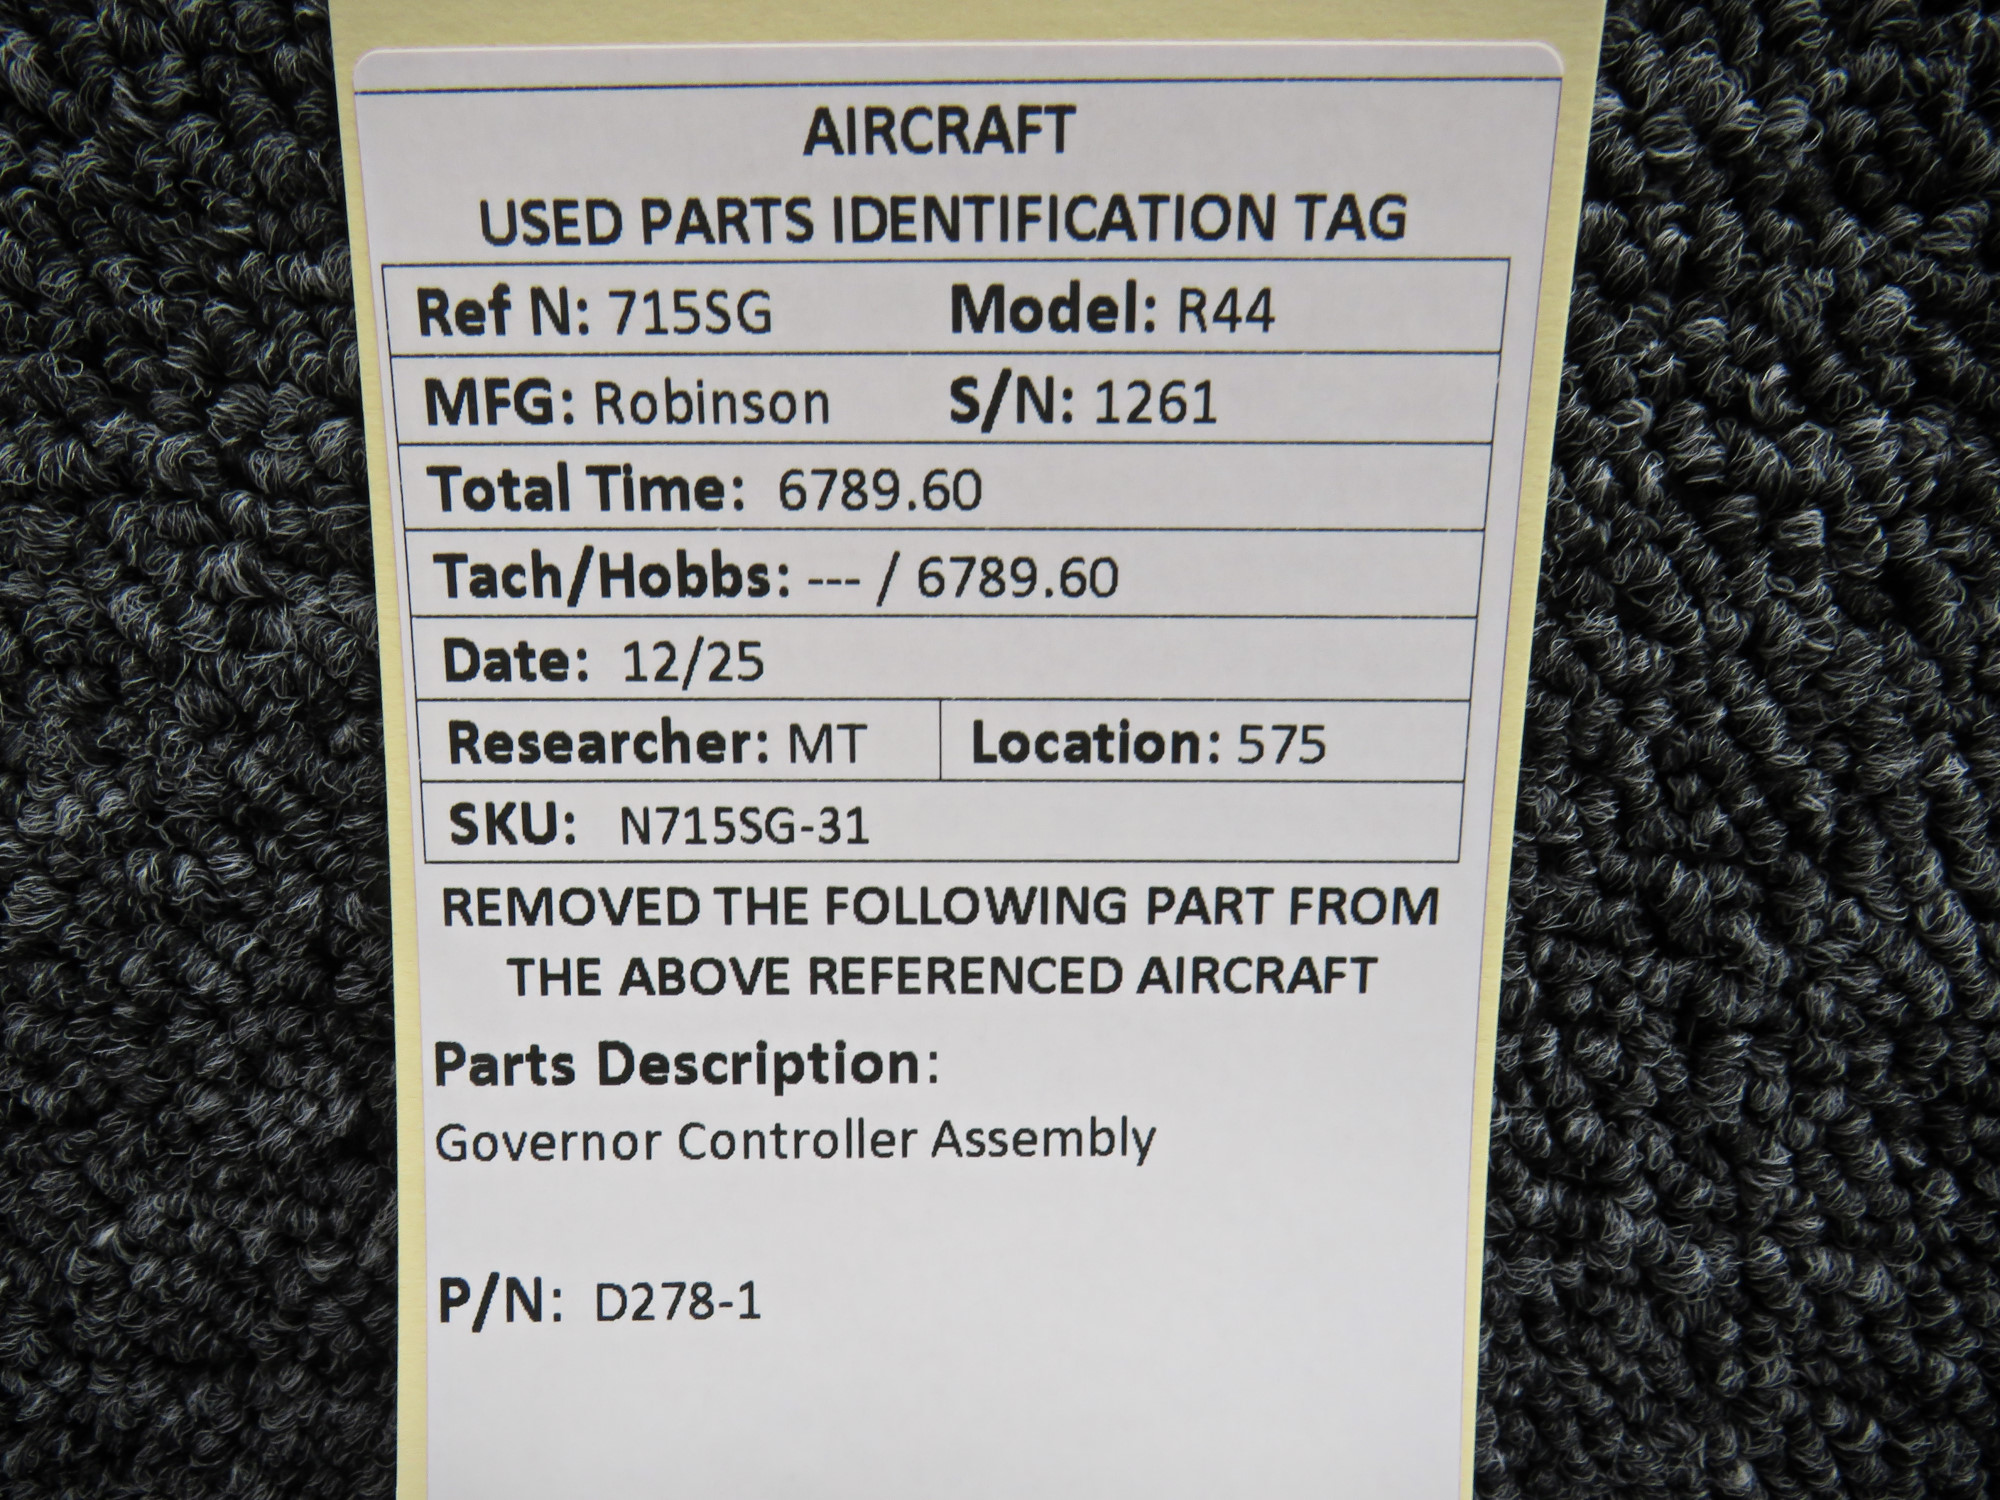 AIRCRAFT
USED PARTS IDENTIFICATION TAG
Ref N: 715SG Model: R44
MFG: Robinson S/N: 1261
Total Time: 6789.60
Tach/Hobbs: --- / 6789.60
Date: 12/25
Researcher: MT Location: 575
SKU: N715SG-31
REMOVED THE FOLLOWING PART FROM
THE ABOVE REFERENCED AIRCRAFT
Parts Description:
Governor Controller Assembly
P/N: D278-1